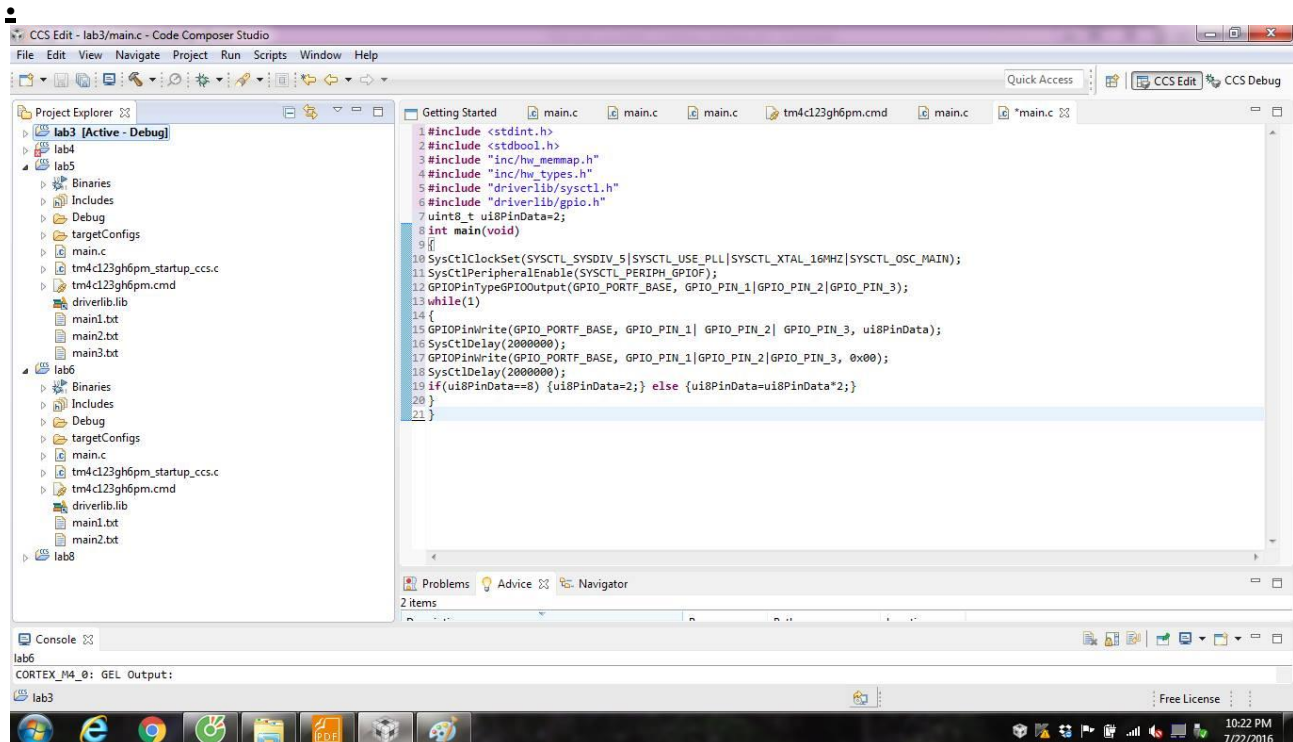 :
CCS Edit - lab3/main.c - Code Composer Studio
File Edit View Navigate Project Run Scripts Window Help
Quick Access
CCS Edit
CCS Debug
Project Explorer
Getting Started
main.c
main.c
main.c
tm4c123gh6pm.cmd
main.c
*main.c
lab3 [Active - Debug]
lab4
lab5
Binaries
Includes
Debug
targetConfigs
main.c
tm4c123gh6pm_startup_ccs.c
tm4c123gh6pm.cmd
driverlib.lib
main1.txt
main2.txt
main3.txt
lab6
Binaries
Includes
Debug
targetConfigs
main.c
tm4c123gh6pm_startup_ccs.c
tm4c123gh6pm.cmd
driverlib.lib
main1.txt
main2.txt
lab8
1 #include <stdint.h>
2 #include <stdbool.h>
3 #include "inc/hw_memmap.h"
4 #include "inc/hw_types.h"
5 #include "driverlib/sysctl.h"
6 #include "driverlib/gpio.h"
7 uint8_t ui8PinData=2;
8 int main(void)
9 {
10 SysCtlClockSet(SYSCTL_SYSDIV_5|SYSCTL_USE_PLL|SYSCTL_XTAL_16MHZ|SYSCTL_OSC_MAIN);
11 SysCtlPeripheralEnable(SYSCTL_PERIPH_GPIOF);
12 GPIOPinTypeGPIOOutput(GPIO_PORTF_BASE, GPIO_PIN_1|GPIO_PIN_2|GPIO_PIN_3);
13 while(1)
14 {
15 GPIOPinWrite(GPIO_PORTF_BASE, GPIO_PIN_1| GPIO_PIN_2| GPIO_PIN_3, ui8PinData);
16 SysCtlDelay(2000000);
17 GPIOPinWrite(GPIO_PORTF_BASE, GPIO_PIN_1|GPIO_PIN_2|GPIO_PIN_3, 0x00);
18 SysCtlDelay(2000000);
19 if(ui8PinData==8) {ui8PinData=2;} else {ui8PinData=ui8PinData*2;}
20 }
21 }
Problems
Advice
Navigator
2 items
Console
lab6
CORTEX_M4_0: GEL Output:
lab3
Free License
PDF
10:22 PM
7/22/2016